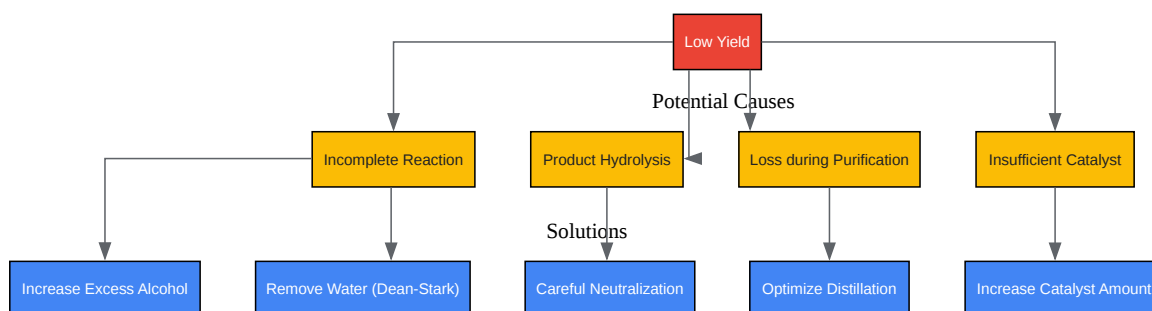 Low Yield
Potential Causes
Incomplete Reaction
Product Hydrolysis
Loss during Purification
Insufficient Catalyst
Solutions
Increase Excess Alcohol
Remove Water (Dean-Stark)
Careful Neutralization
Optimize Distillation
Increase Catalyst Amount